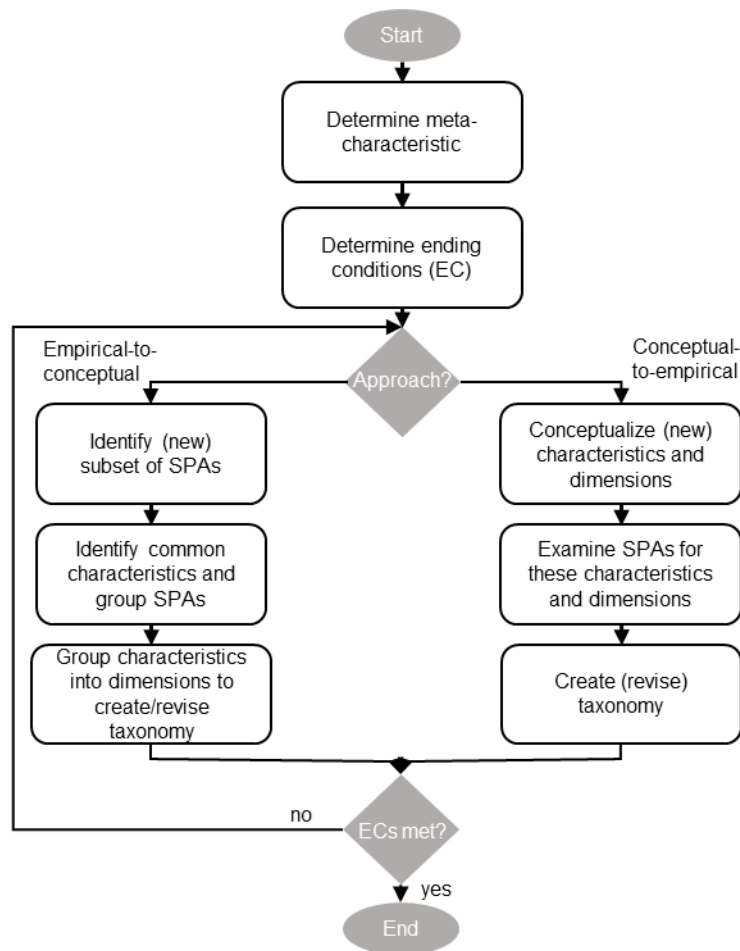 Start
Determine meta-
characteristic
Determine ending
conditions (EC)
Approach?
Empirical-to-
conceptual
Identify (new)
subset of SPAs
Identify common
characteristics and
group SPAs
Group characteristics
into dimensions to
create/revise
taxonomy
Conceptual-
to-empirical
Conceptualize (new)
characteristics and
dimensions
Examine SPAs for
these characteristics
and dimensions
Create (revise)
taxonomy
ECs met?
no
yes
End